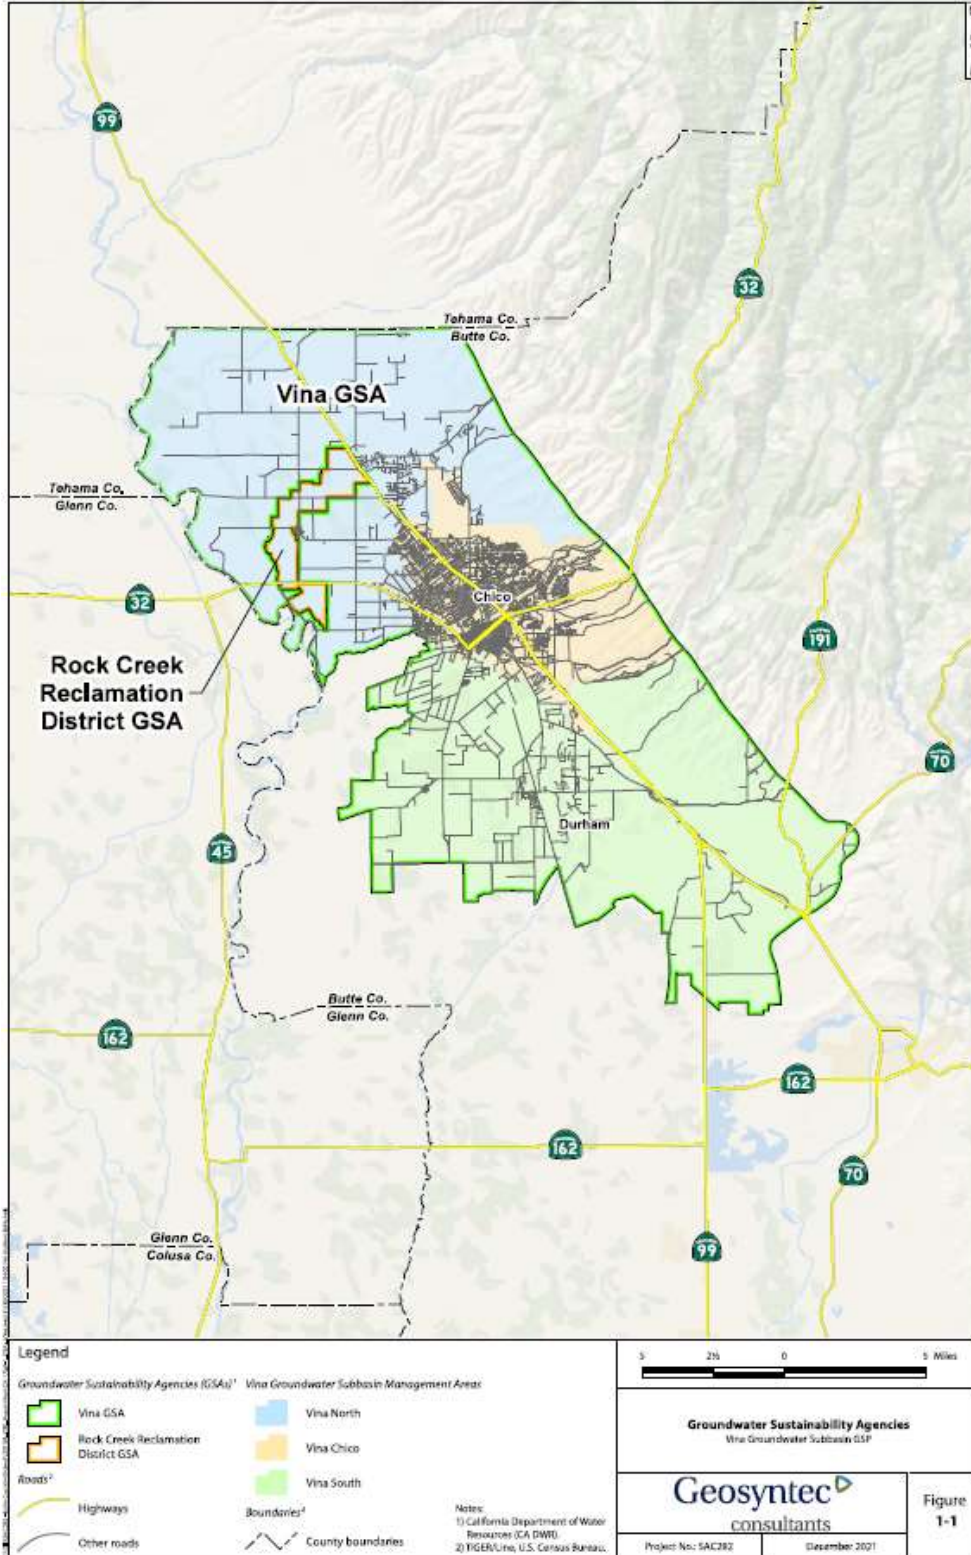 99
32
Tehama Co.
Butte Co.
Vina GSA
Tehama Co.
Glenn Co.
32
Chico
191
Rock Creek
Reclamation
District GSA
70
Durham
45
Butte Co.
Glenn Co.
162
162
162
70
Glenn Co.
Colusa Co.
99
Legend
Groundwater Sustainability Agencies (GSAs)¹
Vina GSA
Rock Creek Reclamation
District GSA
Roads²
Highways
Other roads
Vina Groundwater Subbasin Management Areas
Vina North
Vina Chico
Vina South
Boundaries²
County boundaries
Notes:
1) California Department of Water
Resources (CA DWR).
2) TIGER/Line, U.S. Census Bureau.
5 2½ 0 5 Miles
Groundwater Sustainability Agencies
Vina Groundwater Subbasin GSP
Geosyntec
consultants
Project No.: SAC282
December 2021
Figure
1-1